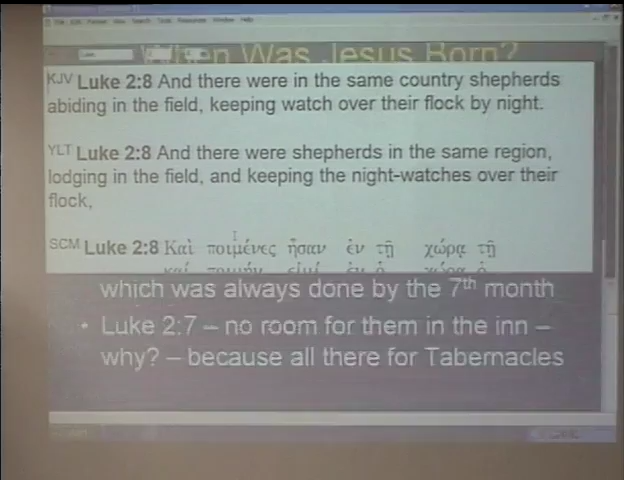 When Was Jesus Born?
KJV Luke 2:8 And there were in the same country shepherds
abiding in the field, keeping watch over their flock by night.
YLT Luke 2:8 And there were shepherds in the same region,
lodging in the field, and keeping the night-watches over their
flock,
SCM Luke 2:8 Καὶ ποιμένες ἦσαν ἐν τῇ χώρᾳ τῇ
which was always done by the 7th month
• Luke 2:7 – no room for them in the inn –
why? – because all there for Tabernacles